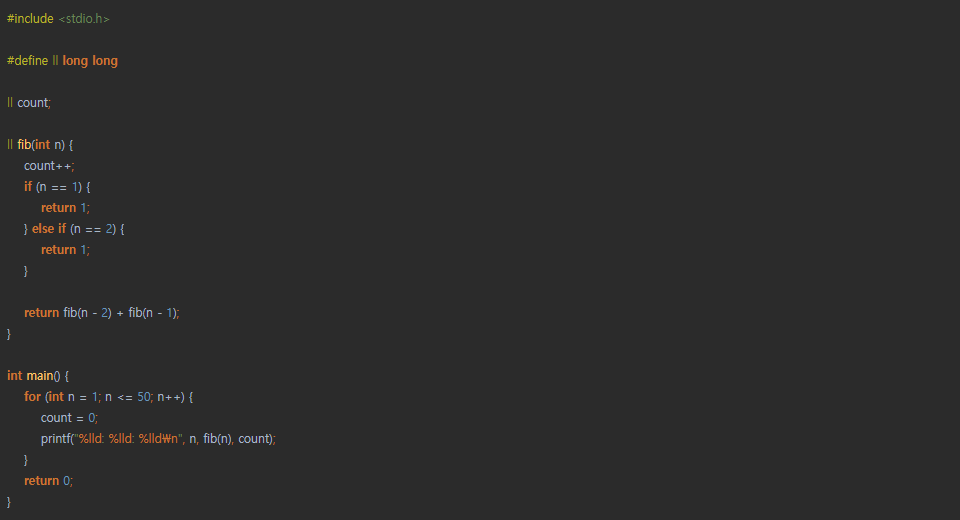 #include <stdio.h>
#define ll long long
ll count;
ll fib(int n) {
count++;
if (n == 1) {
return 1;
} else if (n == 2) {
return 1;
}
return fib(n - 2) + fib(n - 1);
}
int main() {
for (int n = 1; n <= 50; n++) {
count = 0;
printf("%lld: %lld: %lld₩n", n, fib(n), count);
}
return 0;
}